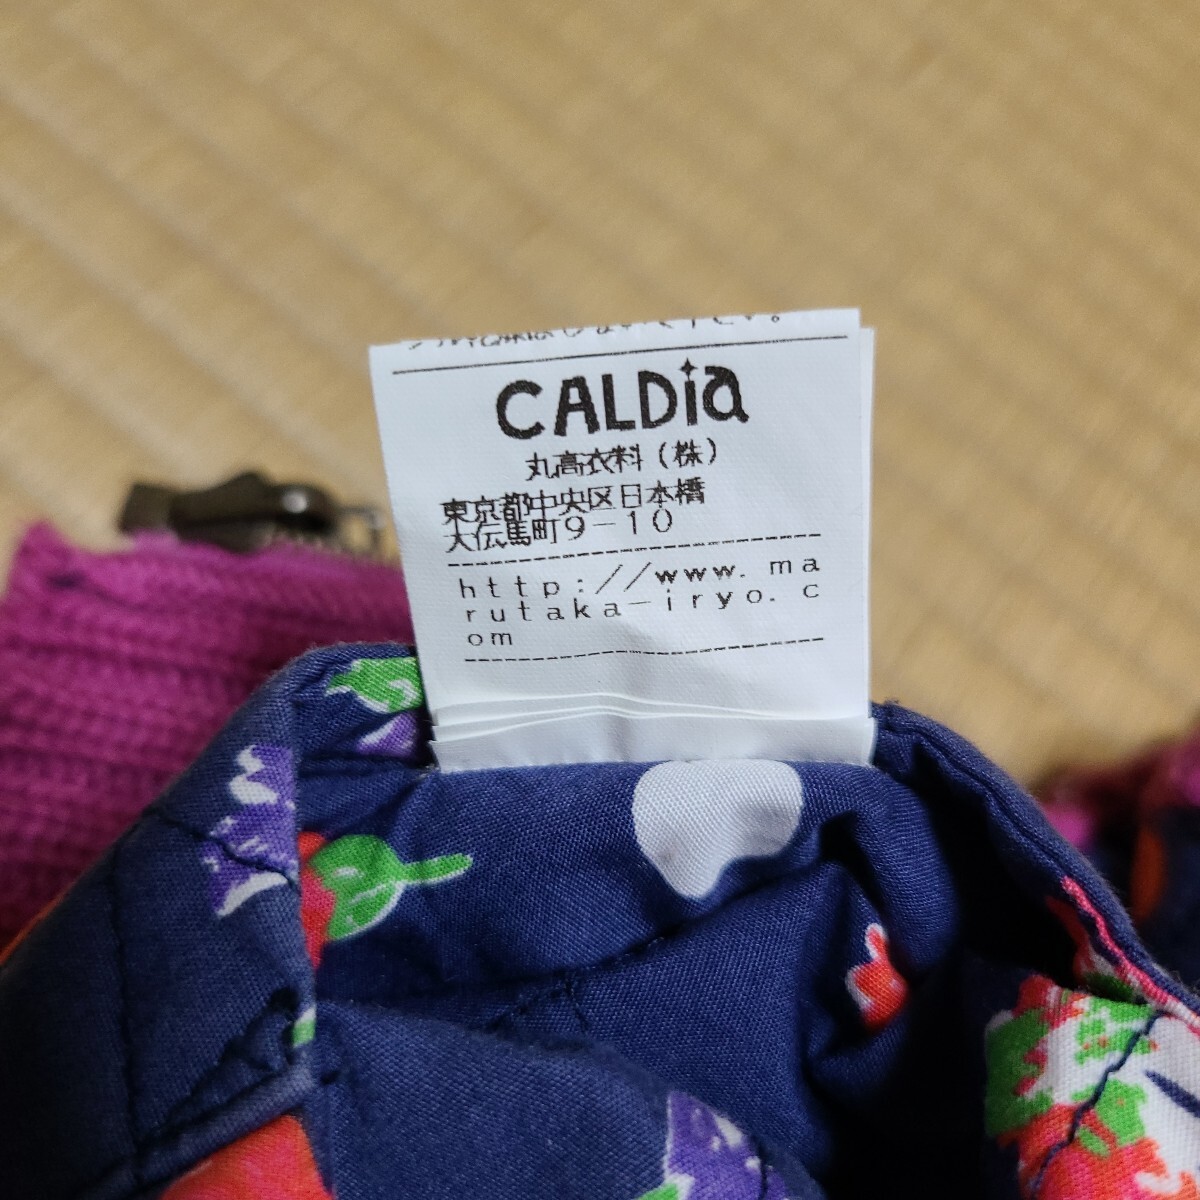 CALDia
丸高衣料(株)
東京都中央区日本橋
大伝馬町9-10
http://www.ma
rutaka-iryo.c
om